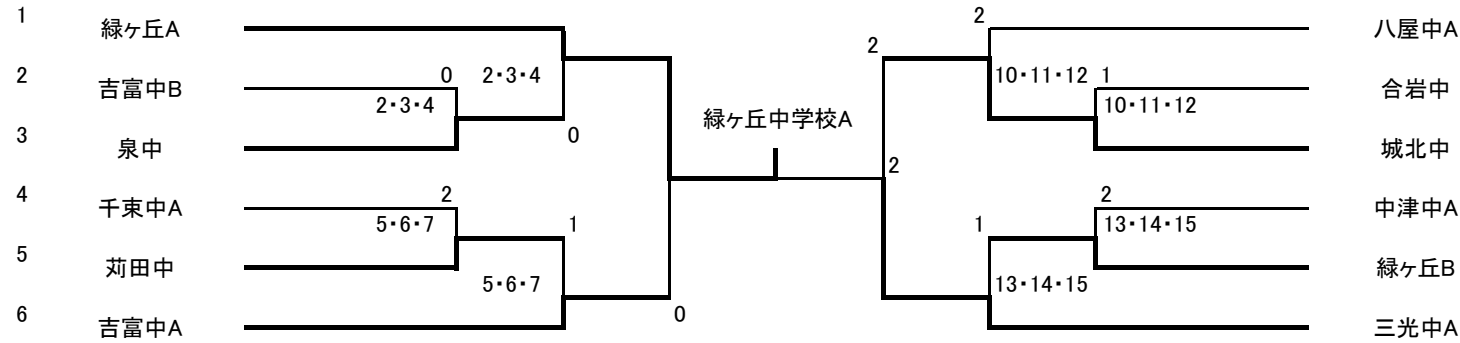 1 緑ヶ丘A 2 八屋中A
2 吉富中B 0 2・3・4 2 10・11・12 1 合岩中
2・3・4 10・11・12
緑ヶ丘中学校A
3 泉中 0 城北中
4 千束中A 2 2 2 中津中A
5・6・7 1 1 13・14・15
5 苅田中 緑ヶ丘B
5・6・7 13・14・15
6 吉富中A 0 三光中A